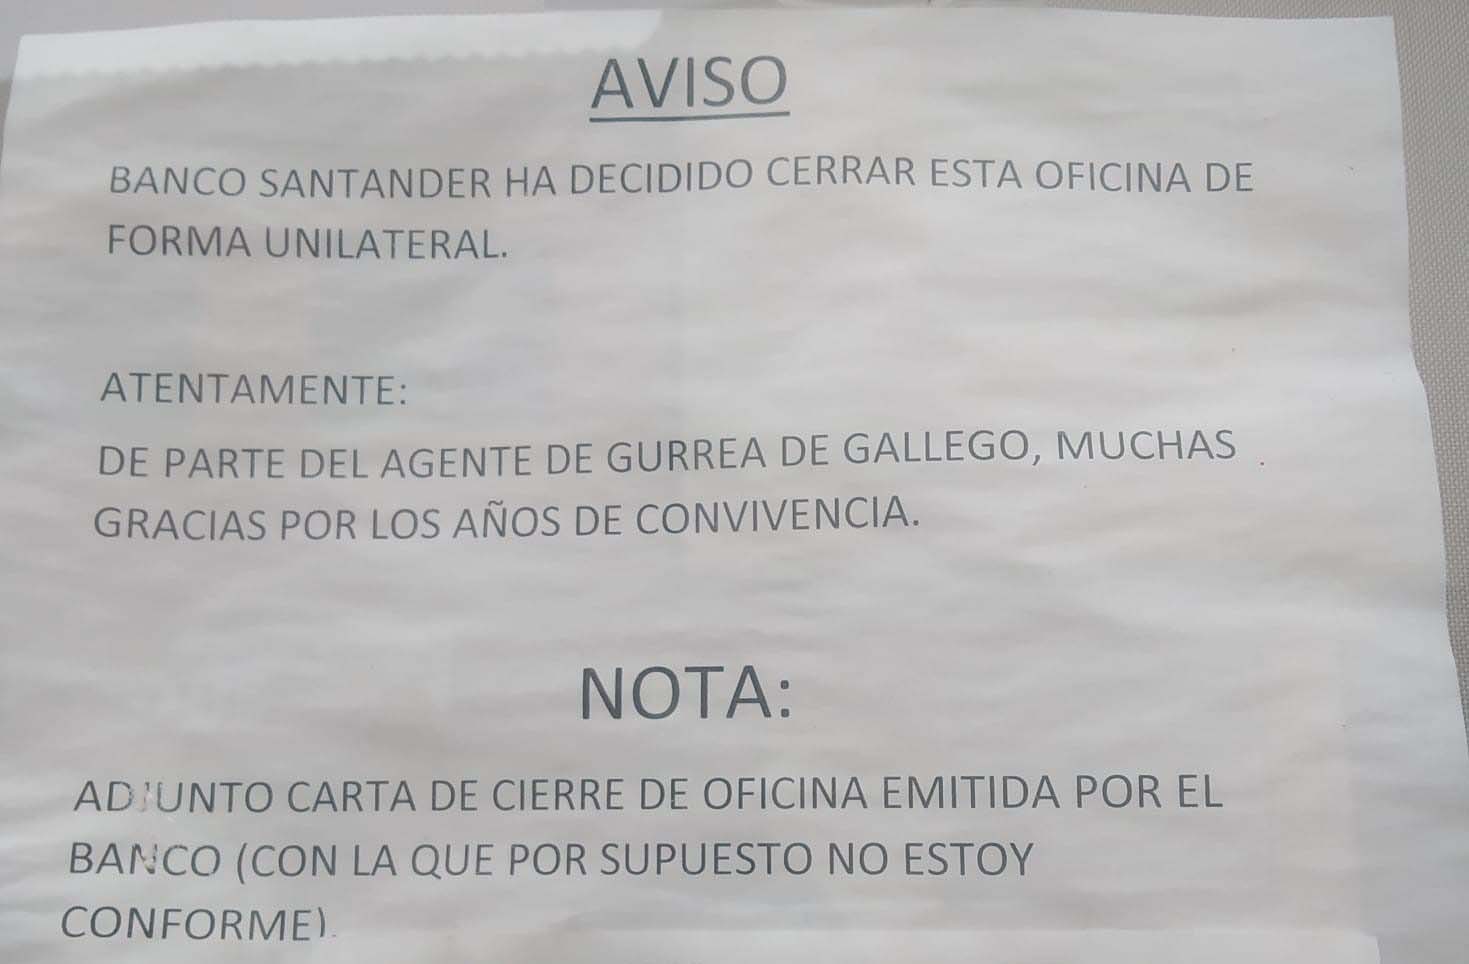 AVISO
BANCO SANTANDER HA DECIDIDO CERRAR ESTA OFICINA DE
FORMA UNILATERAL.
ATENTAMENTE:
DE PARTE DEL AGENTE DE GURREA DE GALLEGO, MUCHAS
GRACIAS POR LOS AÑOS DE CONVIVENCIA.
NOTA:
ADJUNTO CARTA DE CIERRE DE OFICINA EMITIDA POR EL
BANCO (CON LA QUE POR SUPUESTO NO ESTOY
CONFORME).